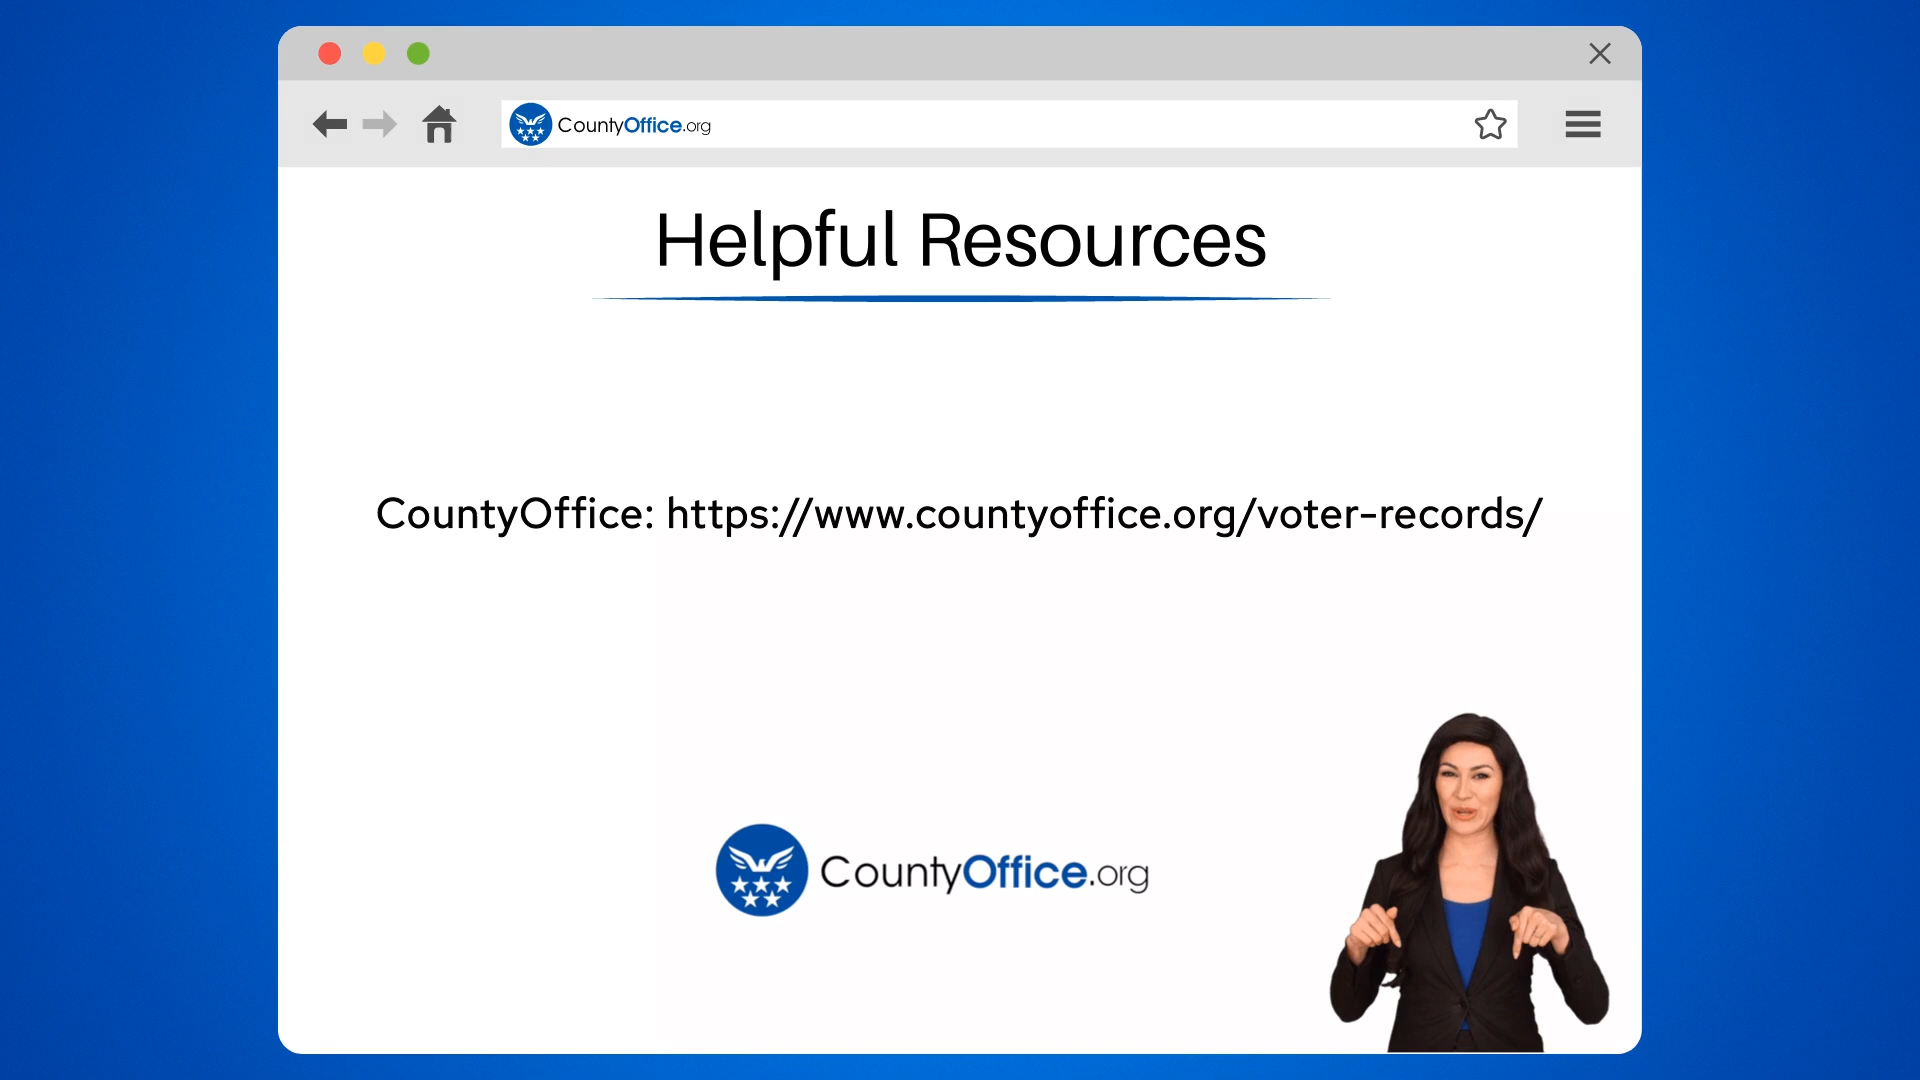 CountyOffice.org
Helpful Resources
CountyOffice: https://www.countyoffice.org/voter-records/
CountyOffice.org